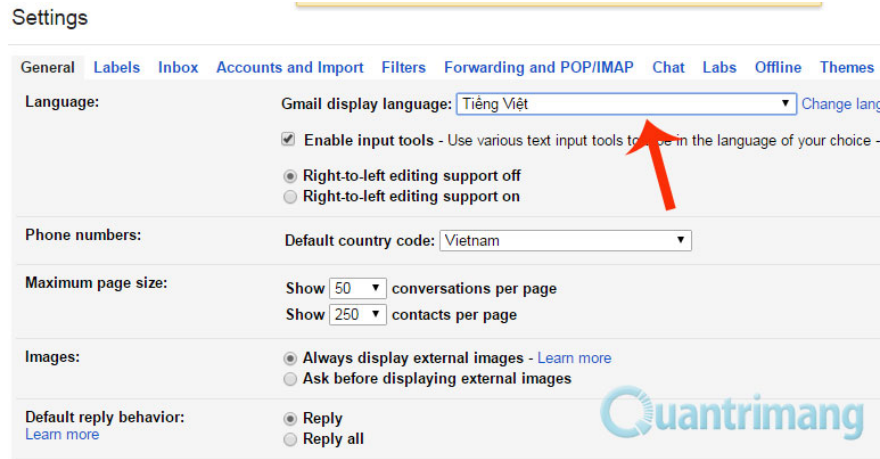 Settings
General Labels Inbox Accounts and Import Filters Forwarding and POP/IMAP Chat Labs Offline Themes
Language:
Gmail display language: Tiếng Việt Change lang
Enable input tools - Use various text input tools to in the language of your choice -
Right-to-left editing support off
Right-to-left editing support on
Phone numbers:
Default country code: Vietnam
Maximum page size:
Show 50 conversations per page
Show 250 contacts per page
Images:
Always display external images - Learn more
Ask before displaying external images
Default reply behavior:
Learn more
Reply
Reply all
Quantrimang